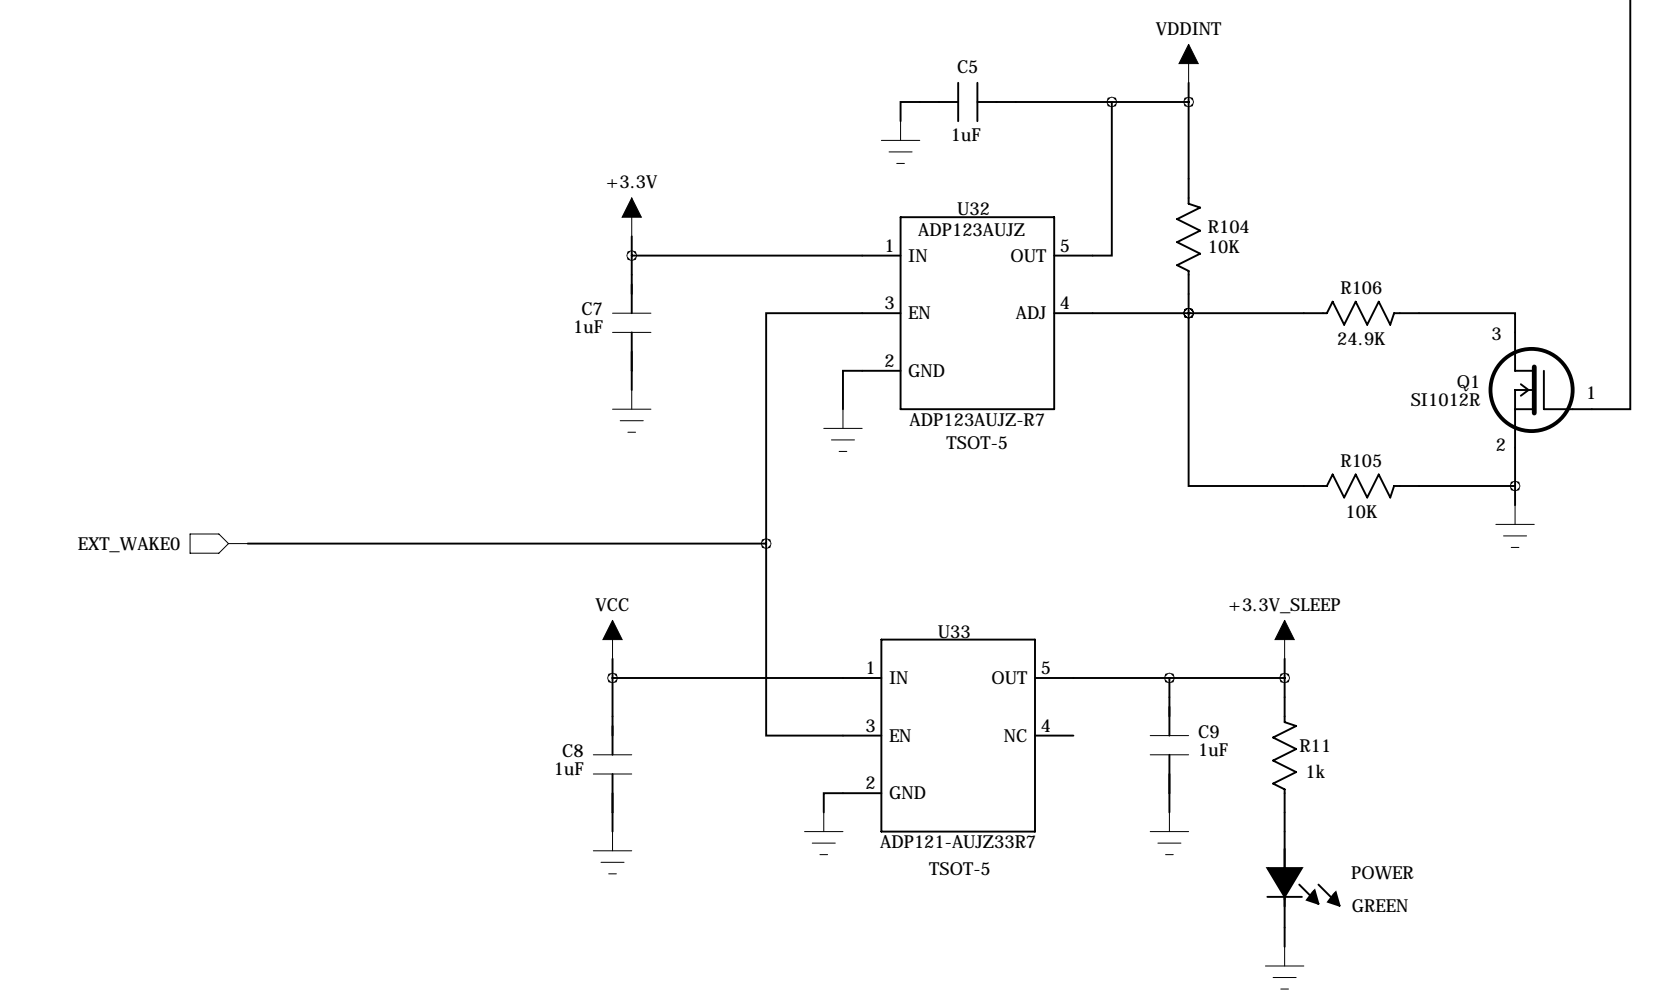 VDDINT
C5
1uF
+3.3V
U32
ADP123AUJZ
R104
10K
1 IN OUT 5
C7
1uF
3 EN ADJ 4
R106
24.9K
3
2 GND
Q1
SI1012R
1
ADP123AUJZ-R7
TSOT-5
2
R105
10K
EXT_WAKE0
VCC
+3.3V_SLEEP
U33
1 IN OUT 5
3 EN NC 4
C8
1uF
C9
1uF
R11
1k
2 GND
ADP121-AUJZ33R7
TSOT-5
POWER
GREEN